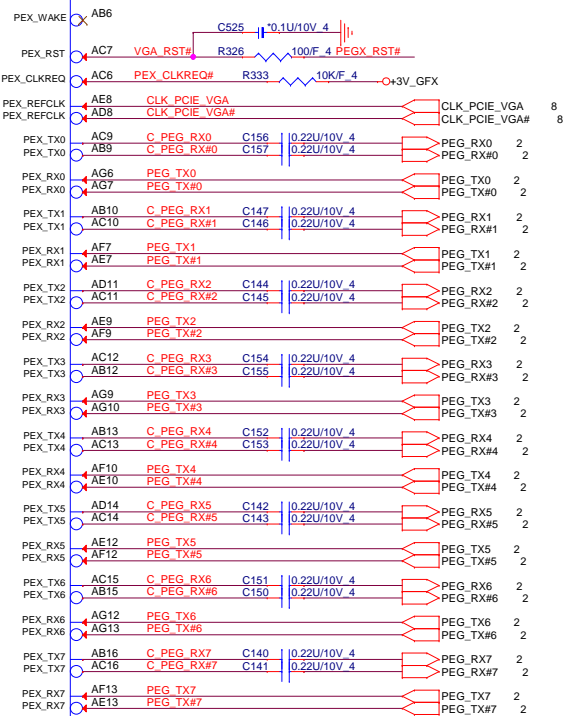 PEX_WAKE AB6
C525 *0.1U/10V_4
PEX_RST AC7 VGA_RST# R326 100/F_4 PEGX_RST#
PEX_CLKREQ AC6 PEX_CLKREQ# R333 10K/F_4 +3V_GFX
PEX_REFCLK AE8 CLK_PCIE_VGA CLK_PCIE_VGA 8
PEX_REFCLK AD8 CLK_PCIE_VGA# CLK_PCIE_VGA# 8
PEX_TX0 AC9 C_PEG_RX0 C156 0.22U/10V_4 PEG_RX0 2
PEX_TX0 AB9 C_PEG_RX#0 C157 0.22U/10V_4 PEG_RX#0 2
PEX_RX0 AG6 PEG_TX0 PEG_TX0 2
PEX_RX0 AG7 PEG_TX#0 PEG_TX#0 2
PEX_TX1 AB10 C_PEG_RX1 C147 0.22U/10V_4 PEG_RX1 2
PEX_TX1 AC10 C_PEG_RX#1 C146 0.22U/10V_4 PEG_RX#1 2
PEX_RX1 AF7 PEG_TX1 PEG_TX1 2
PEX_RX1 AE7 PEG_TX#1 PEG_TX#1 2
PEX_TX2 AD11 C_PEG_RX2 C144 0.22U/10V_4 PEG_RX2 2
PEX_TX2 AC11 C_PEG_RX#2 C145 0.22U/10V_4 PEG_RX#2 2
PEX_RX2 AE9 PEG_TX2 PEG_TX2 2
PEX_RX2 AF9 PEG_TX#2 PEG_TX#2 2
PEX_TX3 AC12 C_PEG_RX3 C154 0.22U/10V_4 PEG_RX3 2
PEX_TX3 AB12 C_PEG_RX#3 C155 0.22U/10V_4 PEG_RX#3 2
PEX_RX3 AG9 PEG_TX3 PEG_TX3 2
PEX_RX3 AG10 PEG_TX#3 PEG_TX#3 2
PEX_TX4 AB13 C_PEG_RX4 C152 0.22U/10V_4 PEG_RX4 2
PEX_TX4 AC13 C_PEG_RX#4 C153 0.22U/10V_4 PEG_RX#4 2
PEX_RX4 AF10 PEG_TX4 PEG_TX4 2
PEX_RX4 AE10 PEG_TX#4 PEG_TX#4 2
PEX_TX5 AD14 C_PEG_RX5 C142 0.22U/10V_4 PEG_RX5 2
PEX_TX5 AC14 C_PEG_RX#5 C143 0.22U/10V_4 PEG_RX#5 2
PEX_RX5 AE12 PEG_TX5 PEG_TX5 2
PEX_RX5 AF12 PEG_TX#5 PEG_TX#5 2
PEX_TX6 AC15 C_PEG_RX6 C151 0.22U/10V_4 PEG_RX6 2
PEX_TX6 AB15 C_PEG_RX#6 C150 0.22U/10V_4 PEG_RX#6 2
PEX_RX6 AG12 PEG_TX6 PEG_TX6 2
PEX_RX6 AG13 PEG_TX#6 PEG_TX#6 2
PEX_TX7 AB16 C_PEG_RX7 C140 0.22U/10V_4 PEG_RX7 2
PEX_TX7 AC16 C_PEG_RX#7 C141 0.22U/10V_4 PEG_RX#7 2
PEX_RX7 AF13 PEG_TX7 PEG_TX7 2
PEX_RX7 AE13 PEG_TX#7 PEG_TX#7 2